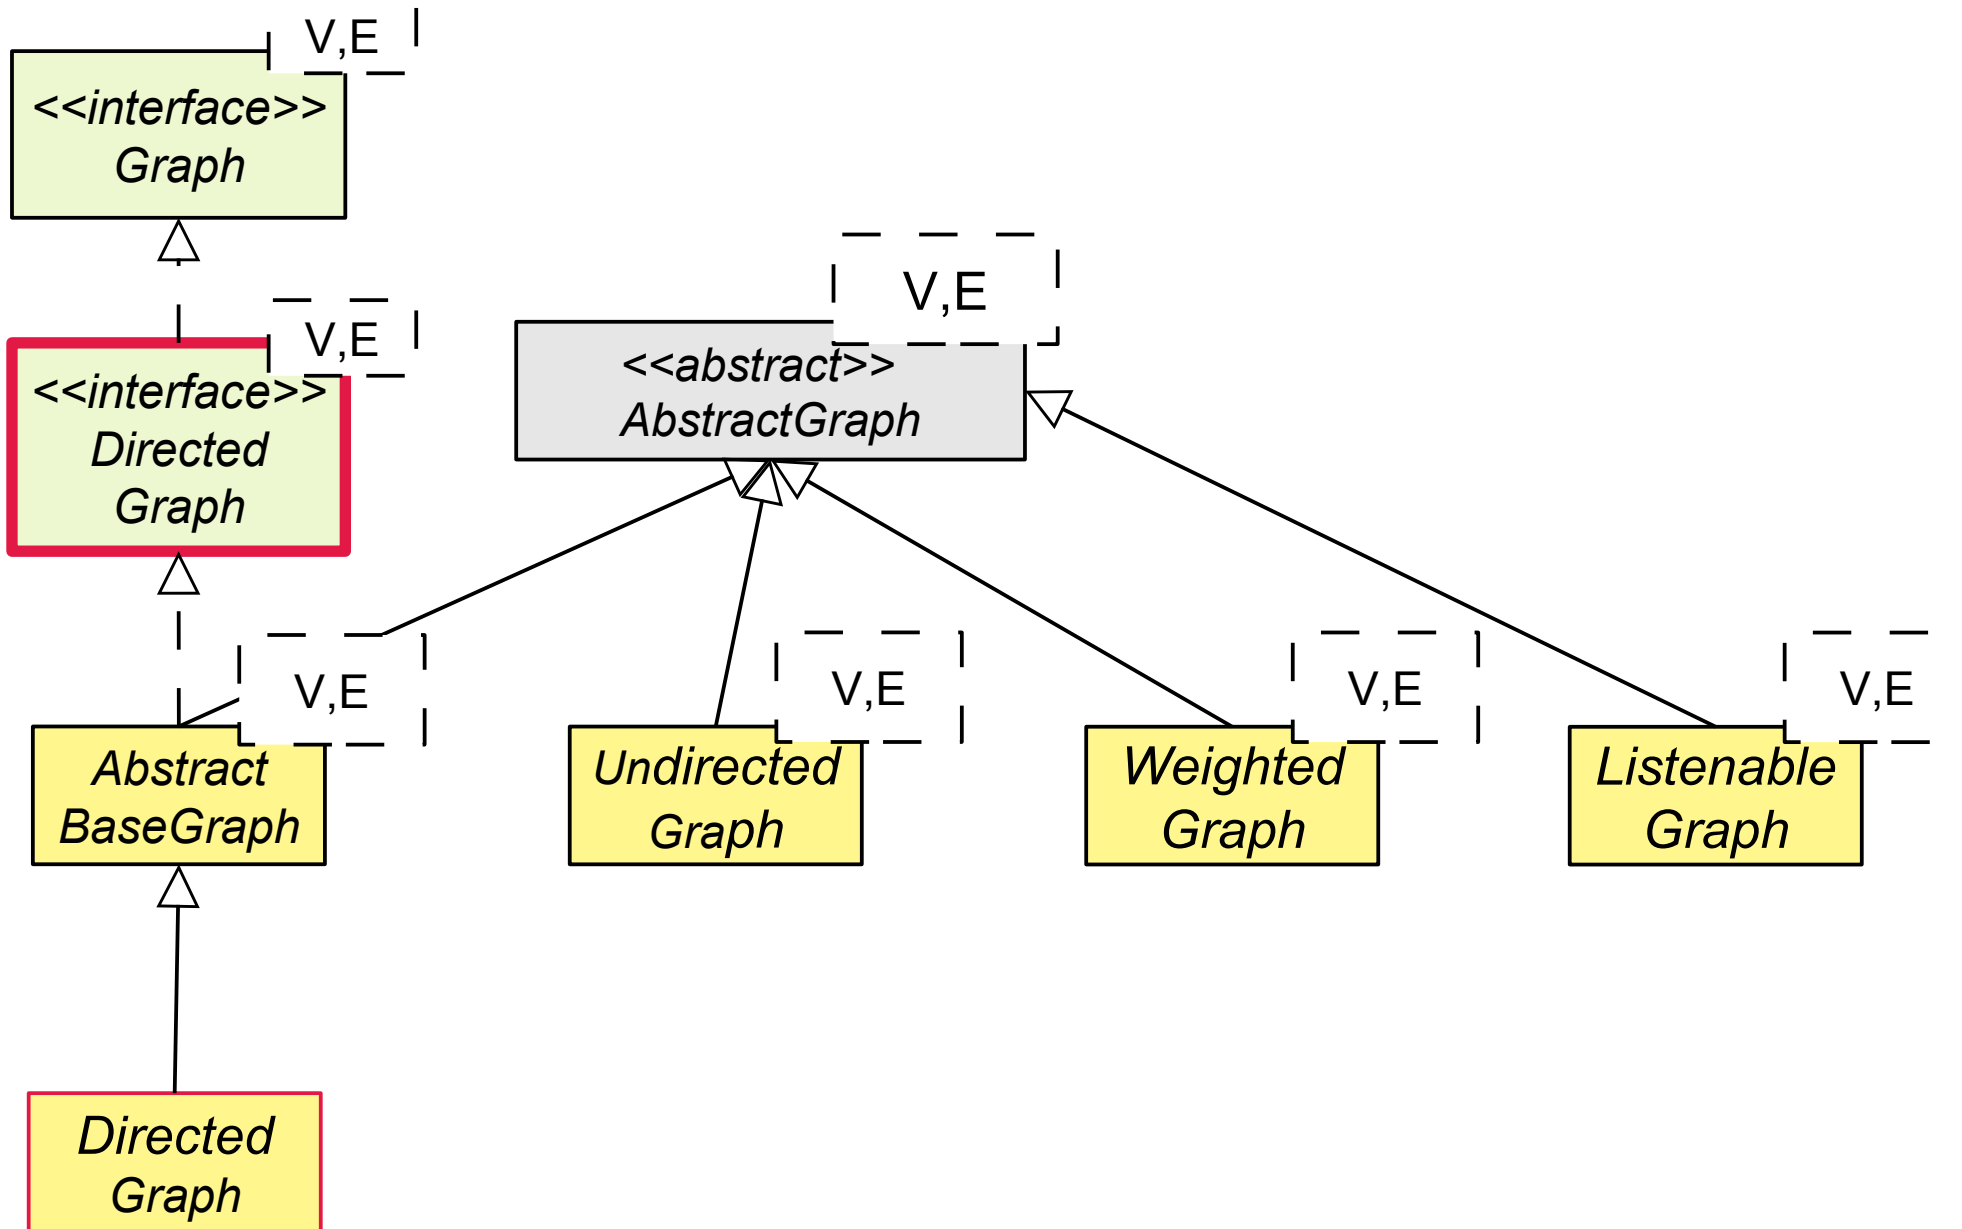 V,E
<<interface>>
Graph
V,E
<<interface>>
Directed
Graph
V,E
<<abstract>>
AbstractGraph
V,E
Abstract
BaseGraph
V,E
Undirected
Graph
V,E
Weighted
Graph
V,E
Listenable
Graph
Directed
Graph